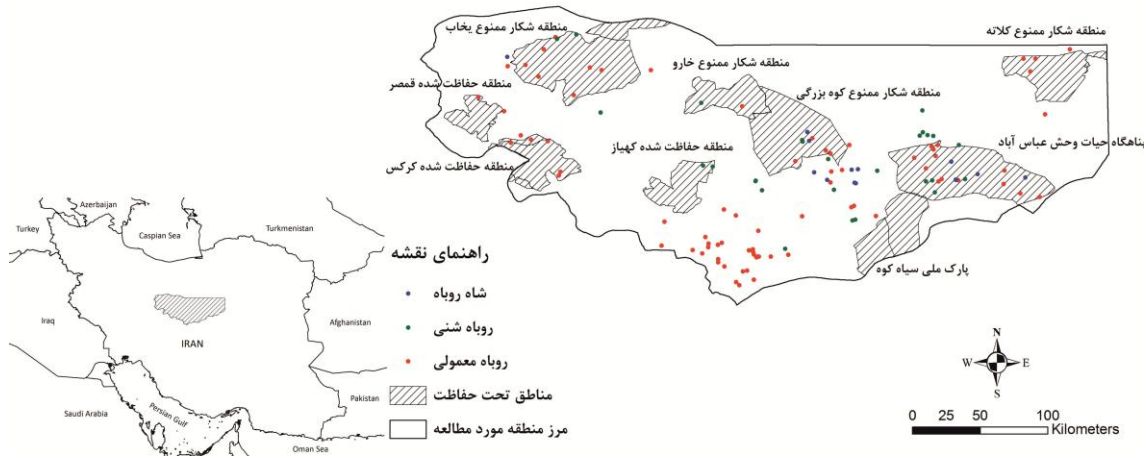 منطقه شکار ممنوع یخاب
منطقه شکار ممنوع کلاته
منطقه شکار ممنوع خارو
منطقه حفاظت شده قمصر
منطقه شکار ممنوع کوه بزرگی
پناهگاه حیات وحش عباس آباد
منطقه حفاظت شده کهیاز
منطقه حفاظت شده کرکس
پارک ملی سیاه کوه
Azerbaijan
Turkey
Caspian Sea
Turkmenistan
Iraq
Afghanistan
IRAN
Pakistan
Saudi Arabia
Persian Gulf
Oman Sea
راهنمای نقشه
شاه روباه
روباه شنی
روباه معمولی
مناطق تحت حفاظت
مرز منطقه مورد مطالعه
N
W E
S
0 25 50 100
Kilometers